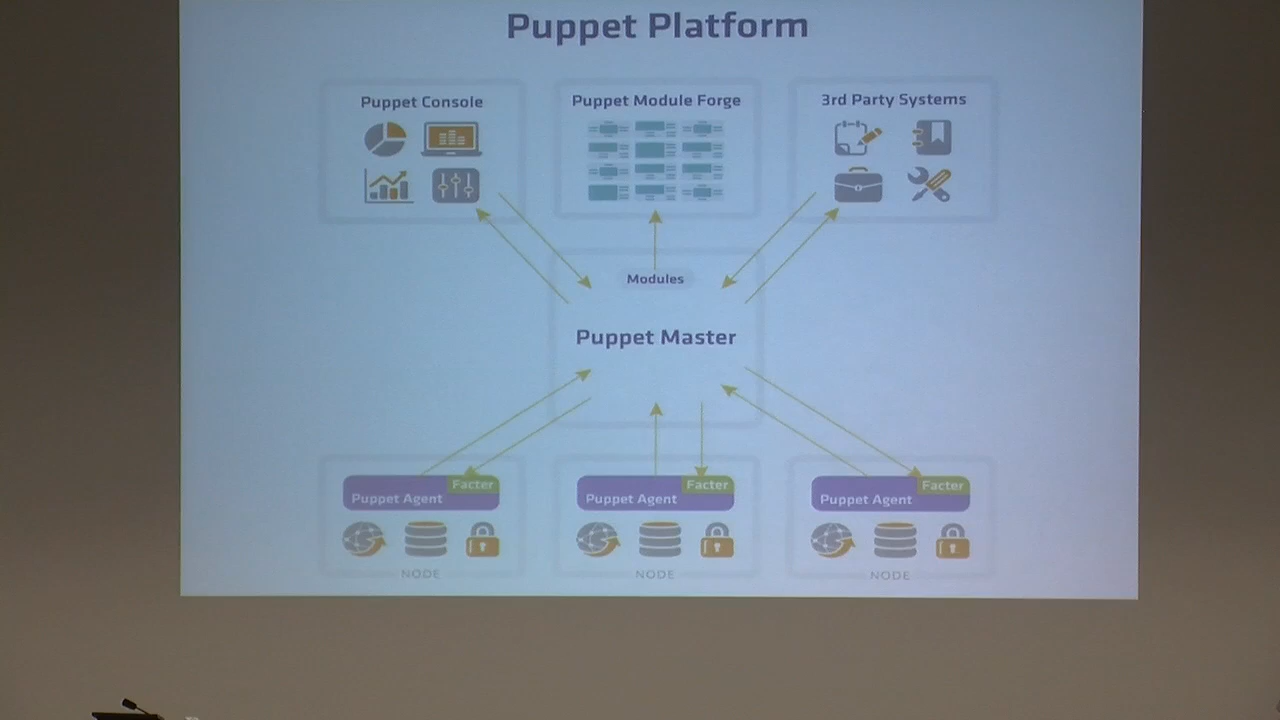 Puppet Platform
Puppet Console
Puppet Module Forge
3rd Party Systems
Modules
Puppet Master
Facter
Puppet Agent
NODE
Facter
Puppet Agent
NODE
Facter
Puppet Agent
NODE